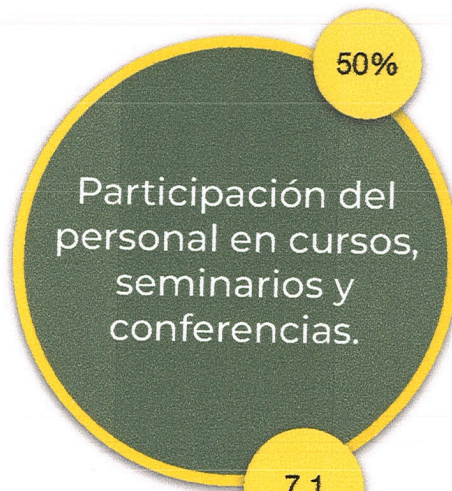 50%
Participación del
personal en cursos,
seminarios y
conferencias.
7.1